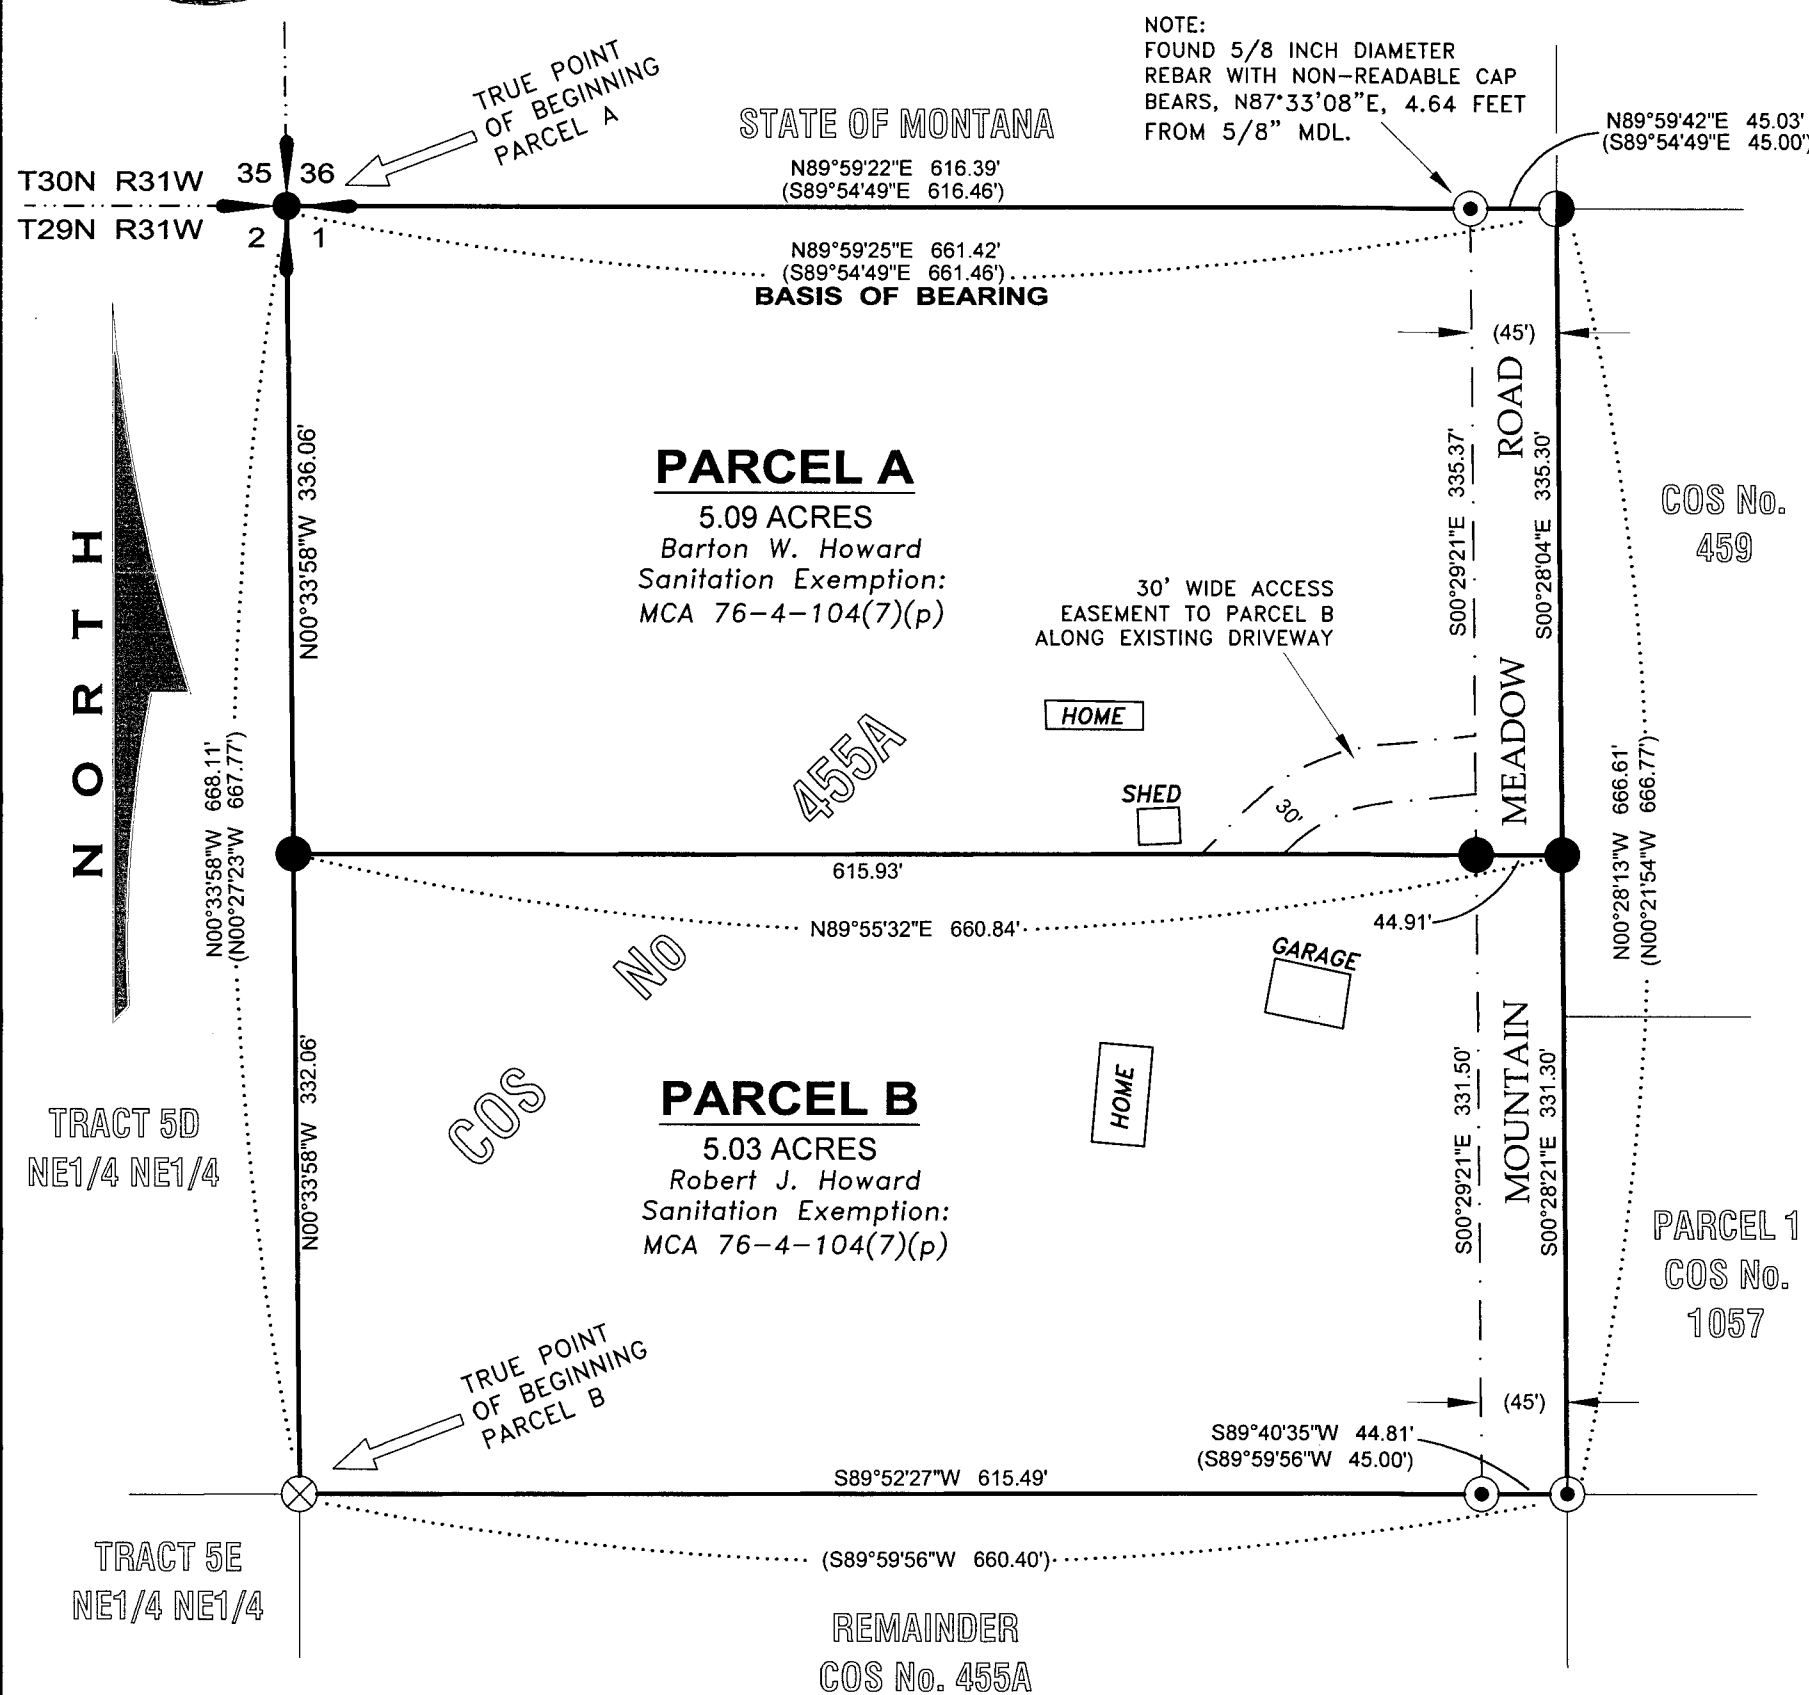 NOTE:
FOUND 5/8 INCH DIAMETER
REBAR WITH NON-READABLE CAP
BEARS, N87°33'08"E, 4.64 FEET
FROM 5/8" MDL.
TRUE POINT
OF BEGINNING
PARCEL A
STATE OF MONTANA
N89°59'42"E 45.03'
(S89°54'49"E 45.00')
T30N R31W
35 36
N89°59'22"E 616.39'
(S89°54'49"E 616.46')
T29N R31W
2 1
N89°59'25"E 661.42'
(S89°54'49"E 661.46')
BASIS OF BEARING
(45')
NORTH
N00°33'58"W 336.06'
PARCEL A
5.09 ACRES
Barton W. Howard
Sanitation Exemption:
MCA 76-4-104(7)(p)
S00°29'21"E 335.37'
S00°28'04"E 335.30'
COS No.
459
30' WIDE ACCESS
EASEMENT TO PARCEL B
ALONG EXISTING DRIVEWAY
MOUNTAIN MEADOW ROAD
HOME
SHED
30'
COS No 455A
N00°33'58"W 668.11'
(N00°27'23"W 667.77')
N00°28'13"W 666.61'
(N00°21'54"W 666.77')
615.93'
N89°55'32"E 660.84'
44.91'
GARAGE
HOME
N00°33'58"W 332.06'
PARCEL B
5.03 ACRES
Robert J. Howard
Sanitation Exemption:
MCA 76-4-104(7)(p)
S00°29'21"E 331.50'
S00°28'21"E 331.30'
TRACT 5D
NE1/4 NE1/4
PARCEL 1
COS No.
1057
TRUE POINT
OF BEGINNING
PARCEL B
(45')
S89°40'35"W 44.81'
(S89°59'56"W 45.00')
S89°52'27"W 615.49'
(S89°59'56"W 660.40')
TRACT 5E
NE1/4 NE1/4
REMAINDER
COS No. 455A